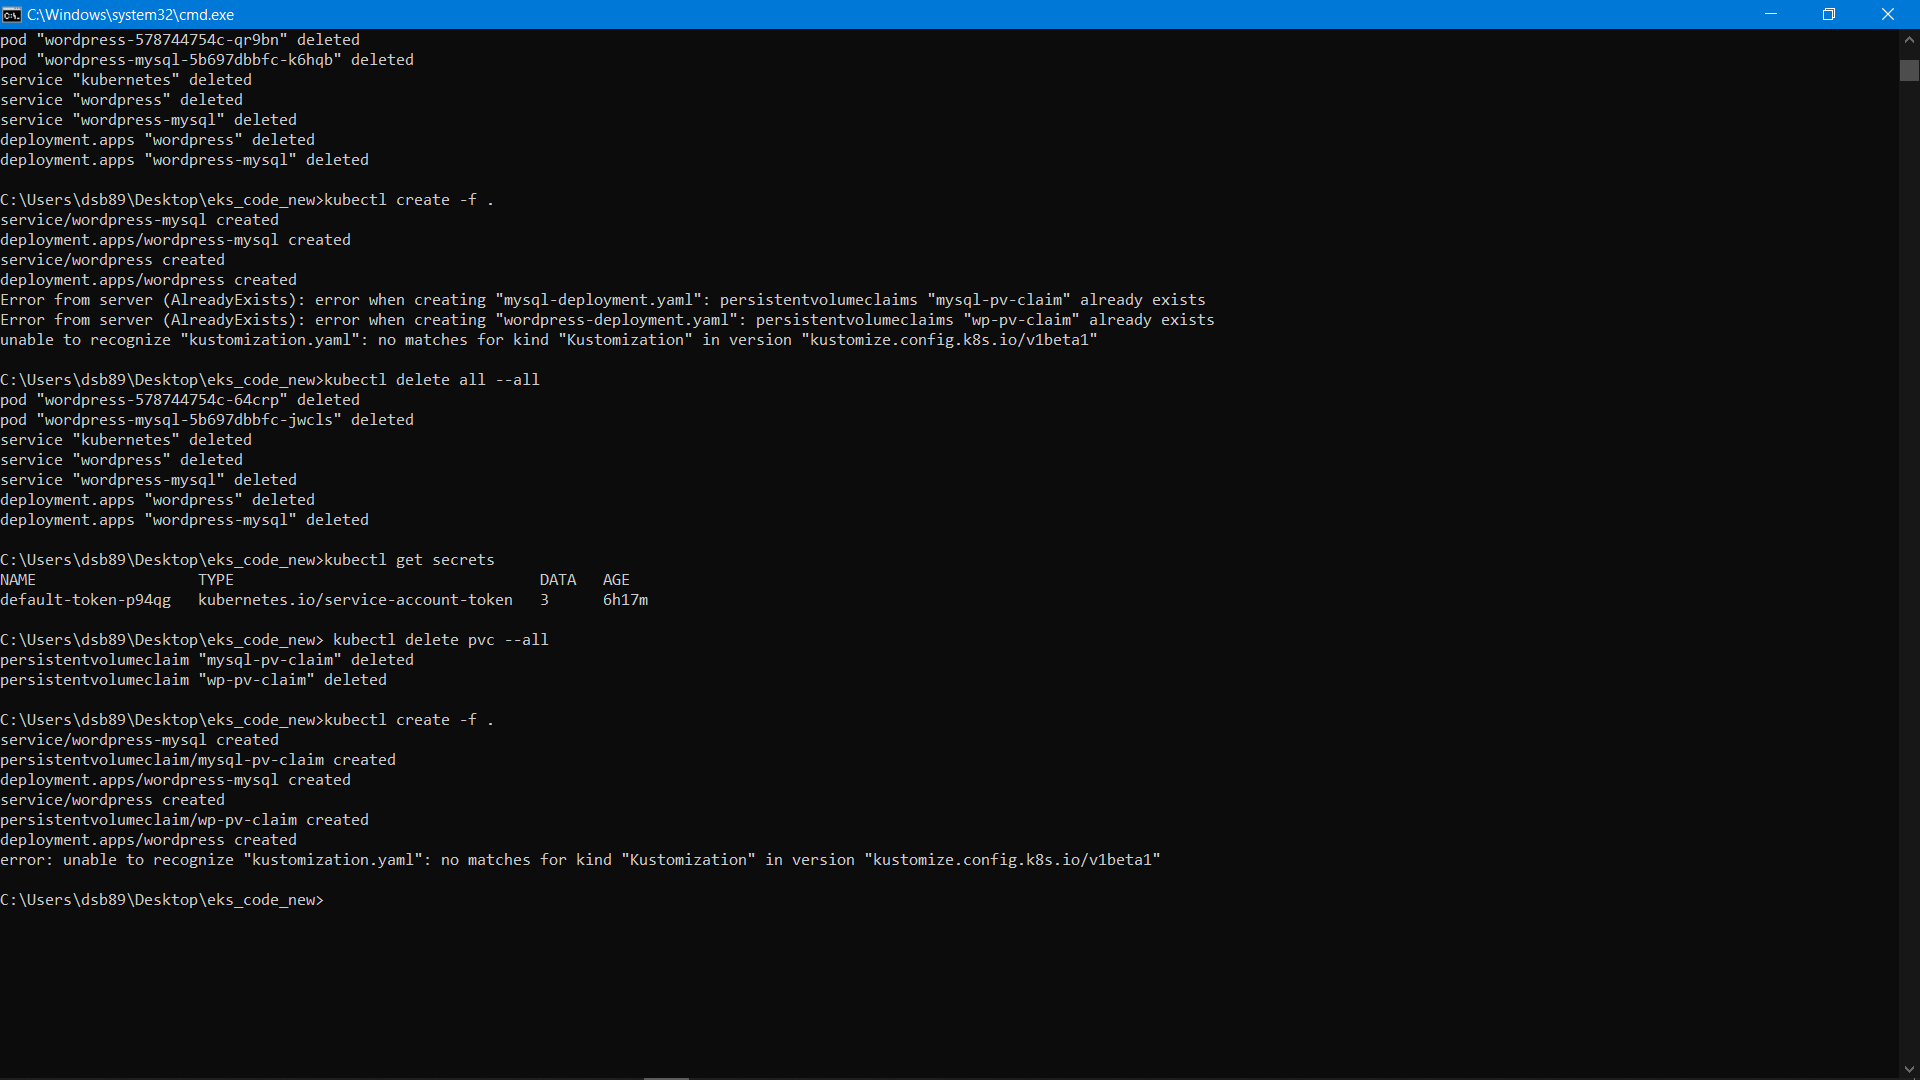 C:\Windows\system32\cmd.exe
pod "wordpress-578744754c-qr9bn" deleted
pod "wordpress-mysql-5b697dbbfc-k6hqb" deleted
service "kubernetes" deleted
service "wordpress" deleted
service "wordpress-mysql" deleted
deployment.apps "wordpress" deleted
deployment.apps "wordpress-mysql" deleted
C:\Users\dsb89\Desktop\eks_code_new>kubectl create -f .
service/wordpress-mysql created
deployment.apps/wordpress-mysql created
service/wordpress created
deployment.apps/wordpress created
Error from server (AlreadyExists): error when creating "mysql-deployment.yaml": persistentvolumeclaims "mysql-pv-claim" already exists
Error from server (AlreadyExists): error when creating "wordpress-deployment.yaml": persistentvolumeclaims "wp-pv-claim" already exists
unable to recognize "kustomization.yaml": no matches for kind "Kustomization" in version "kustomize.config.k8s.io/v1beta1"
C:\Users\dsb89\Desktop\eks_code_new>kubectl delete all --all
pod "wordpress-578744754c-64crp" deleted
pod "wordpress-mysql-5b697dbbfc-jwcls" deleted
service "kubernetes" deleted
service "wordpress" deleted
service "wordpress-mysql" deleted
deployment.apps "wordpress" deleted
deployment.apps "wordpress-mysql" deleted
C:\Users\dsb89\Desktop\eks_code_new>kubectl get secrets
NAME TYPE DATA AGE
default-token-p94qg kubernetes.io/service-account-token 3 6h17m
C:\Users\dsb89\Desktop\eks_code_new> kubectl delete pvc --all
persistentvolumeclaim "mysql-pv-claim" deleted
persistentvolumeclaim "wp-pv-claim" deleted
C:\Users\dsb89\Desktop\eks_code_new>kubectl create -f .
service/wordpress-mysql created
persistentvolumeclaim/mysql-pv-claim created
deployment.apps/wordpress-mysql created
service/wordpress created
persistentvolumeclaim/wp-pv-claim created
deployment.apps/wordpress created
error: unable to recognize "kustomization.yaml": no matches for kind "Kustomization" in version "kustomize.config.k8s.io/v1beta1"
C:\Users\dsb89\Desktop\eks_code_new>